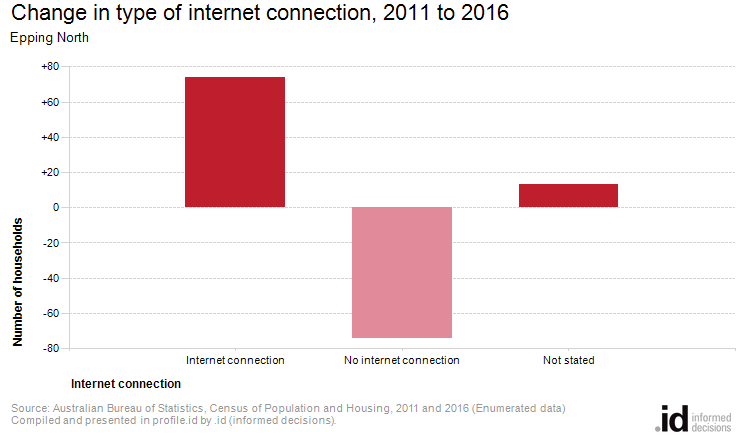 Change in type of internet connection, 2011 to 2016
Epping North
+80
+60
+40
+20
0
-20
-40
-60
-80
Number of households
Internet connection
No internet connection
Not stated
Internet connection
Source: Australian Bureau of Statistics, Census of Population and Housing, 2011 and 2016 (Enumerated data)
Compiled and presented in profile.id by .id (informed decisions).
.id informed
decisions